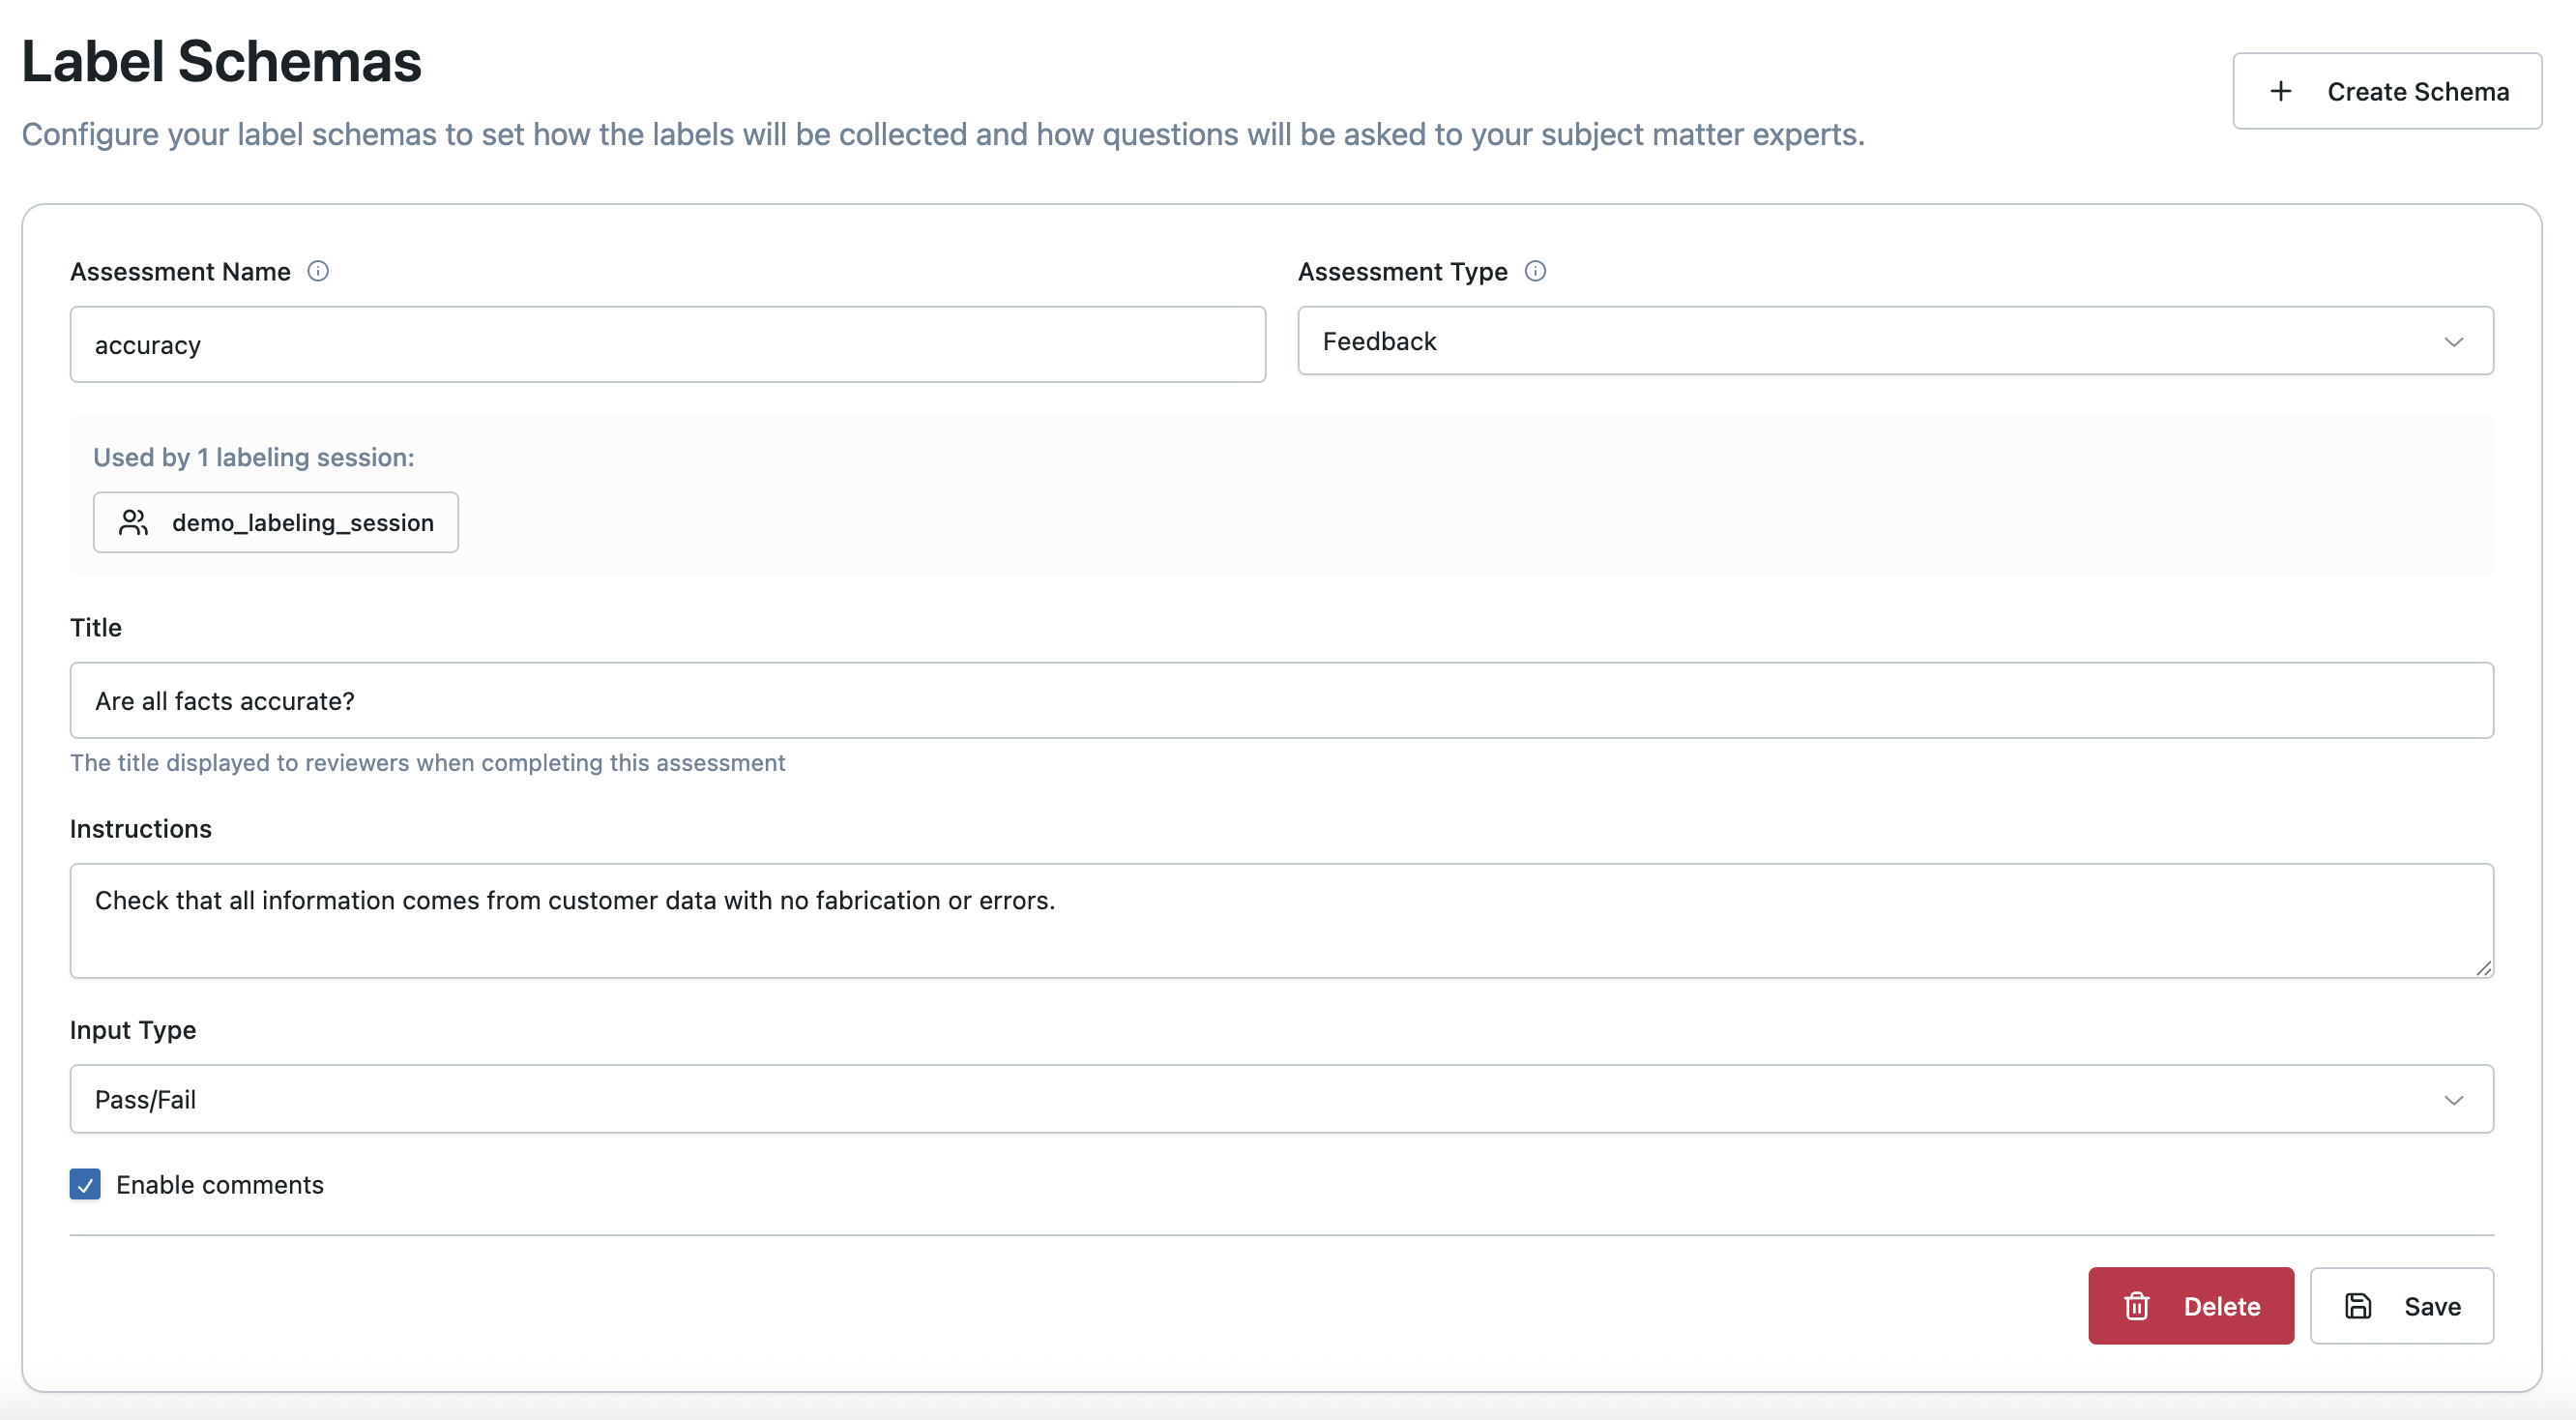 Label Schemas
Configure your label schemas to set how the labels will be collected and how questions will be asked to your subject matter experts.
Create Schema
Assessment Name
Assessment Type
accuracy
Feedback
Used by 1 labeling session:
demo_labeling_session
Title
Are all facts accurate?
The title displayed to reviewers when completing this assessment
Instructions
Check that all information comes from customer data with no fabrication or errors.
Input Type
Pass/Fail
Enable comments
Delete
Save